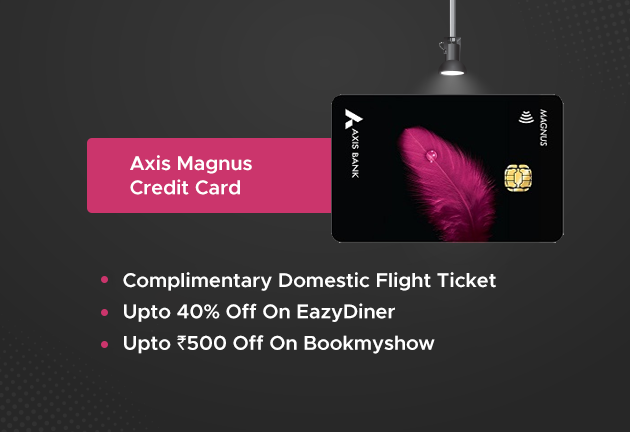 Axis Magnus
Credit Card
AXIS BANK
MAGNUS
Complimentary Domestic Flight Ticket
Upto 40% Off On EazyDiner
Upto ₹500 Off On Bookmyshow